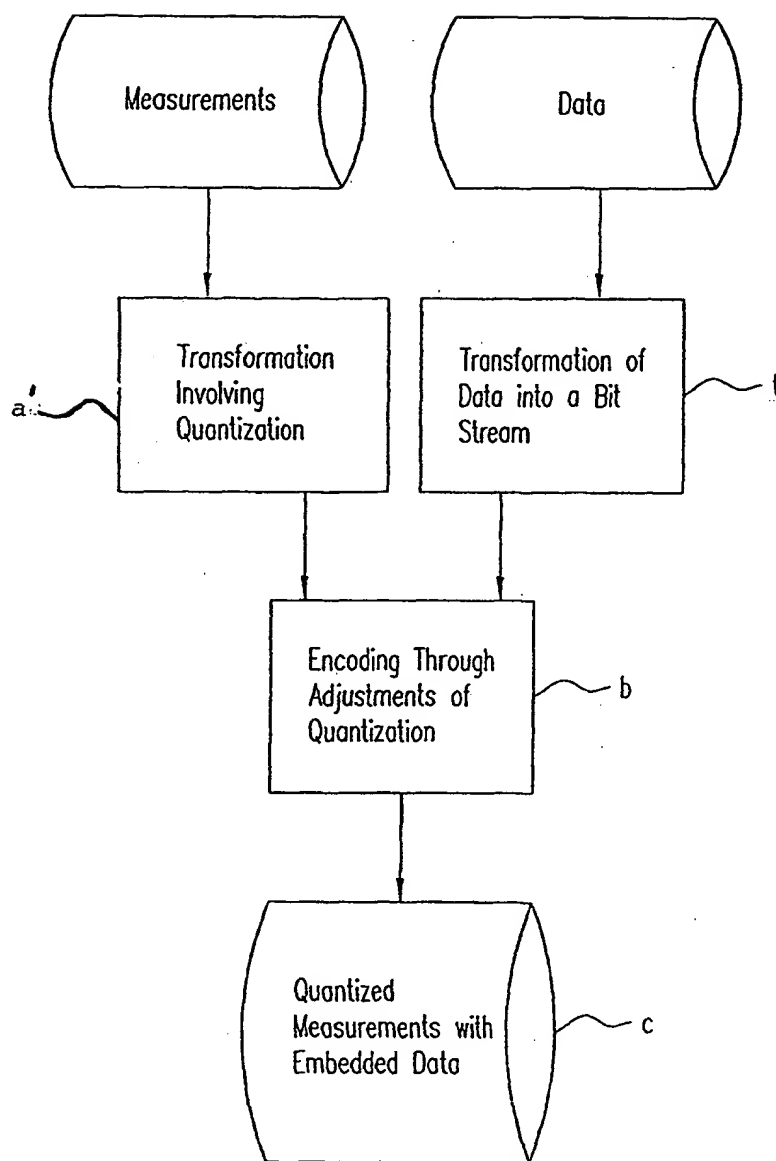 Measurements
Data
Transformation
Involving
Quantization
a'
Transformation of
Data into a Bit
Stream
Encoding Through
Adjustments of
Quantization
b
Quantized
Measurements with
Embedded Data
c